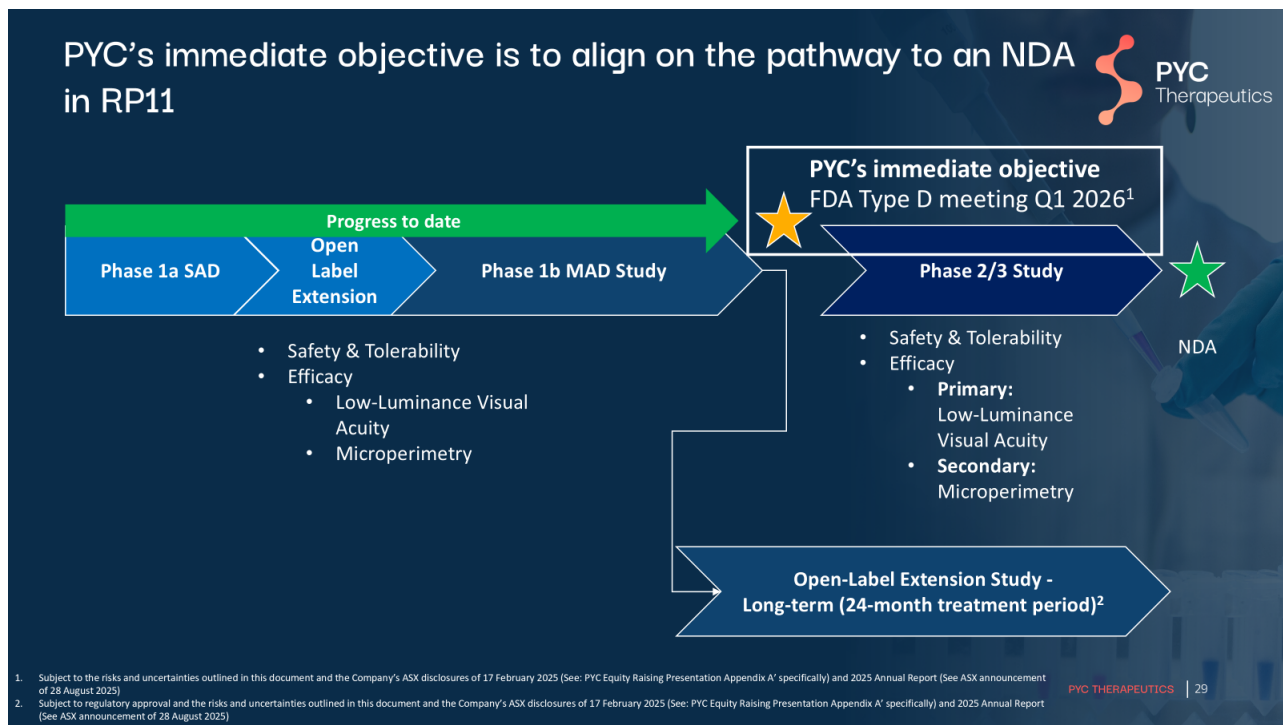 PYC's immediate objective is to align on the pathway to an NDA
in RP11
PYC
Therapeutics
PYC's immediate objective
FDA Type D meeting Q1 2026¹
Progress to date
Phase 1a SAD
Open
Label
Extension
Phase 1b MAD Study
Phase 2/3 Study
NDA
• Safety & Tolerability
• Efficacy
• Low-Luminance Visual
Acuity
• Microperimetry
• Safety & Tolerability
• Efficacy
• Primary:
Low-Luminance
Visual Acuity
• Secondary:
Microperimetry
Open-Label Extension Study -
Long-term (24-month treatment period)²
1. Subject to the risks and uncertainties outlined in this document and the Company's ASX disclosures of 17 February 2025 (See: PYC Equity Raising Presentation Appendix A' specifically) and 2025 Annual Report (See ASX announcement
of 28 August 2025)
2. Subject to regulatory approval and the risks and uncertainties outlined in this document and the Company's ASX disclosures of 17 February 2025 (See: PYC Equity Raising Presentation Appendix A' specifically) and 2025 Annual Report
(See ASX announcement of 28 August 2025)
PYC THERAPEUTICS | 29